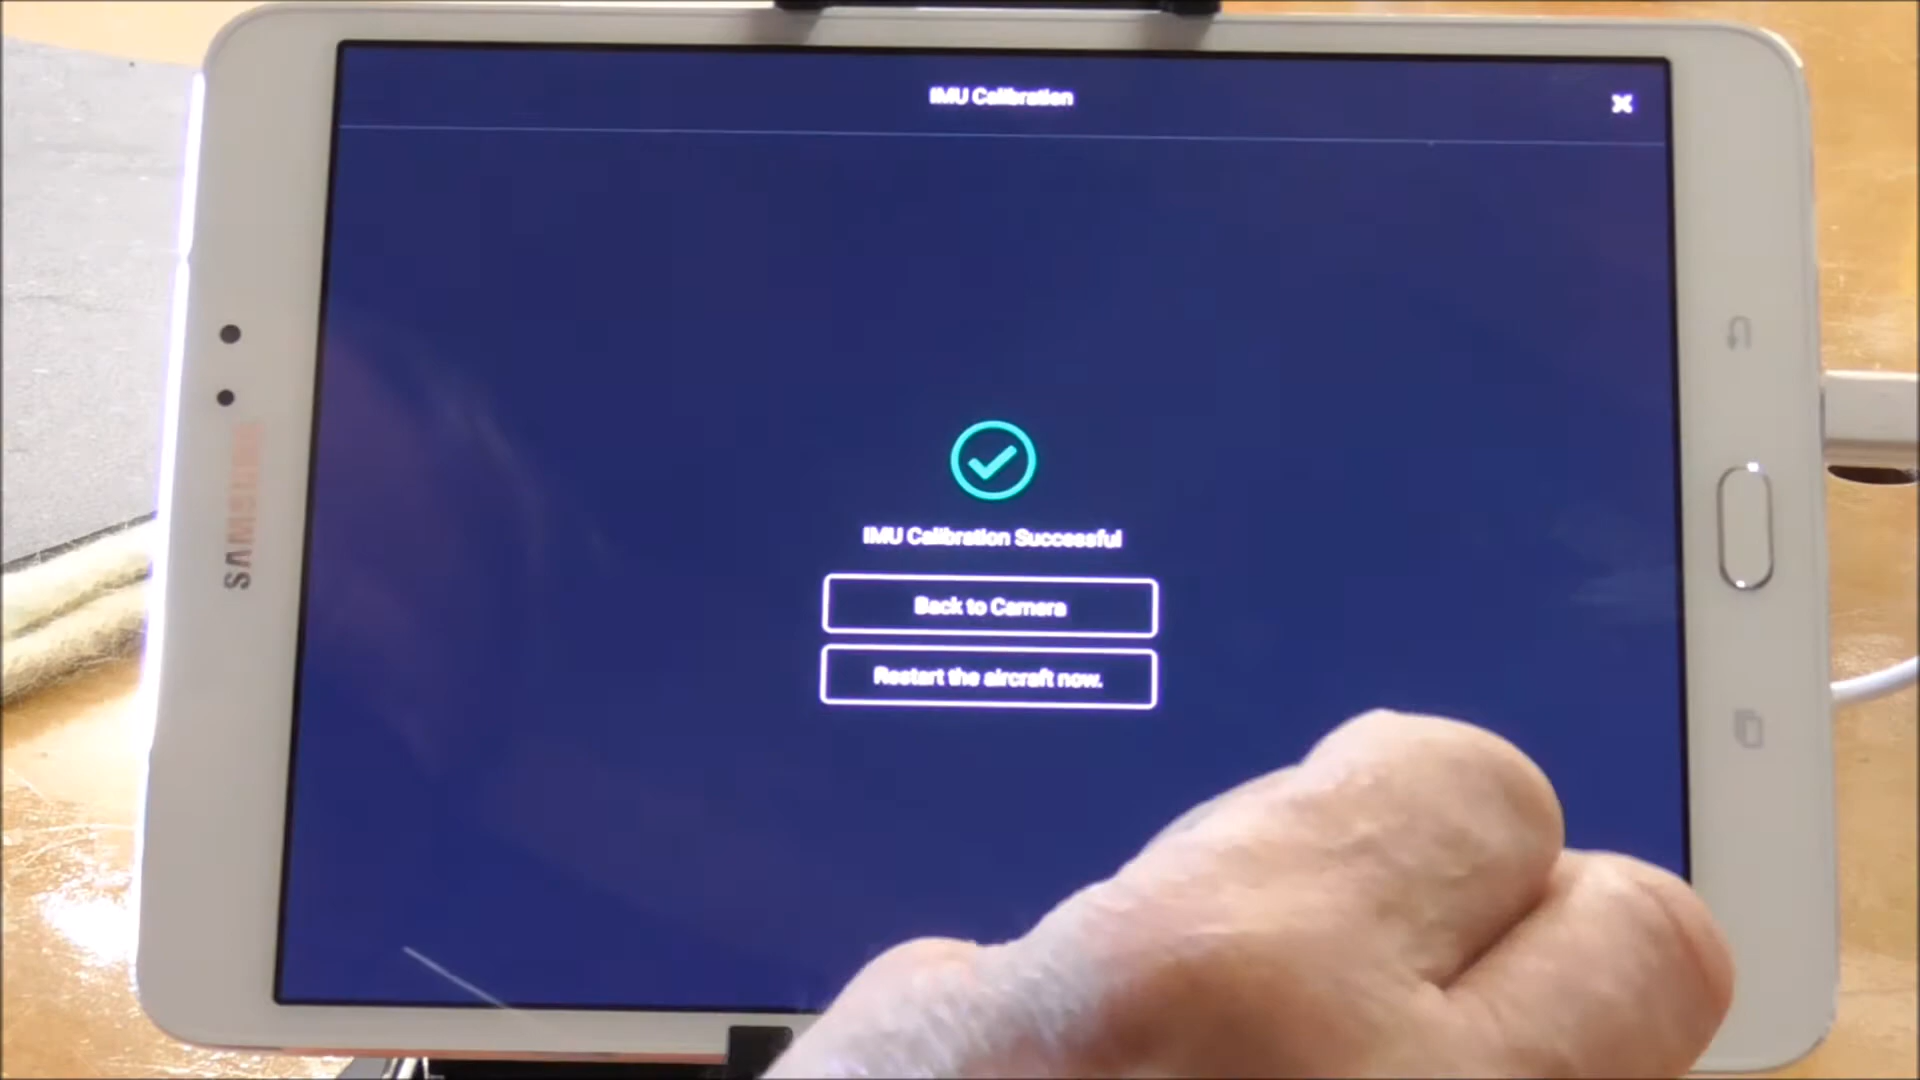 IMU Calibration
SAMSUNG
IMU Calibration Successful
Back to Camera
Restart the aircraft now.